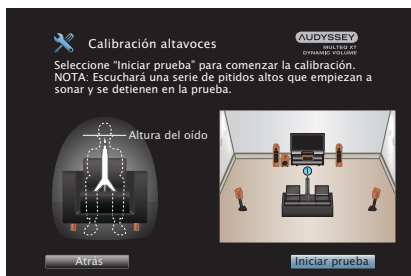 Calibración altavoces
AUDYSSEY
MULTEQ XT
DYNAMIC VOLUME
Seleccione “Iniciar prueba” para comenzar la calibración.
NOTA: Escuchará una serie de pitidos altos que empiezan a
sonar y se detienen en la prueba.
Altura del oído
1
Atrás
Iniciar prueba